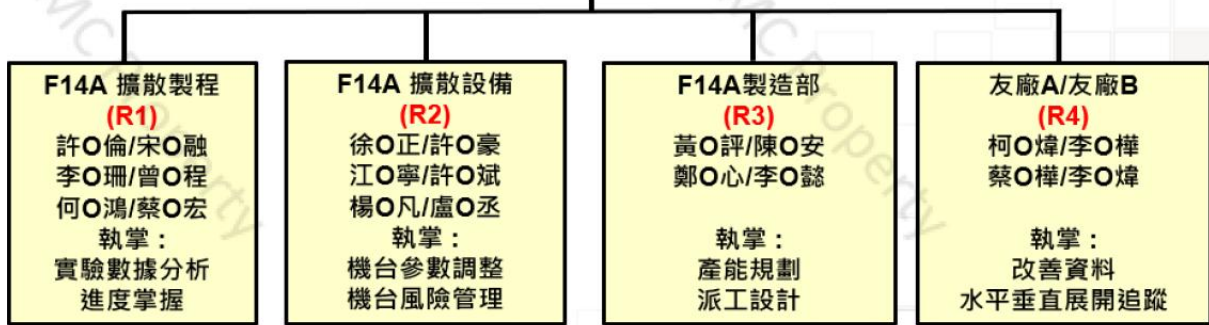 F14A 擴散製程
(R1)
許O倫/宋O融
李O珊/曾O程
何O鴻/蔡O宏
執掌：
實驗數據分析
進度掌握
F14A 擴散設備
(R2)
徐O正/許O豪
江O寧/許O斌
楊O凡/盧O丞
執掌：
機台參數調整
機台風險管理
F14A製造部
(R3)
黃O評/陳O安
鄭O心/李O懿
執掌：
產能規劃
派工設計
友廠A/友廠B
(R4)
柯O煒/李O樺
蔡O樺/李O煒
執掌：
改善資料
水平垂直展開追蹤
MC Property
MC Property